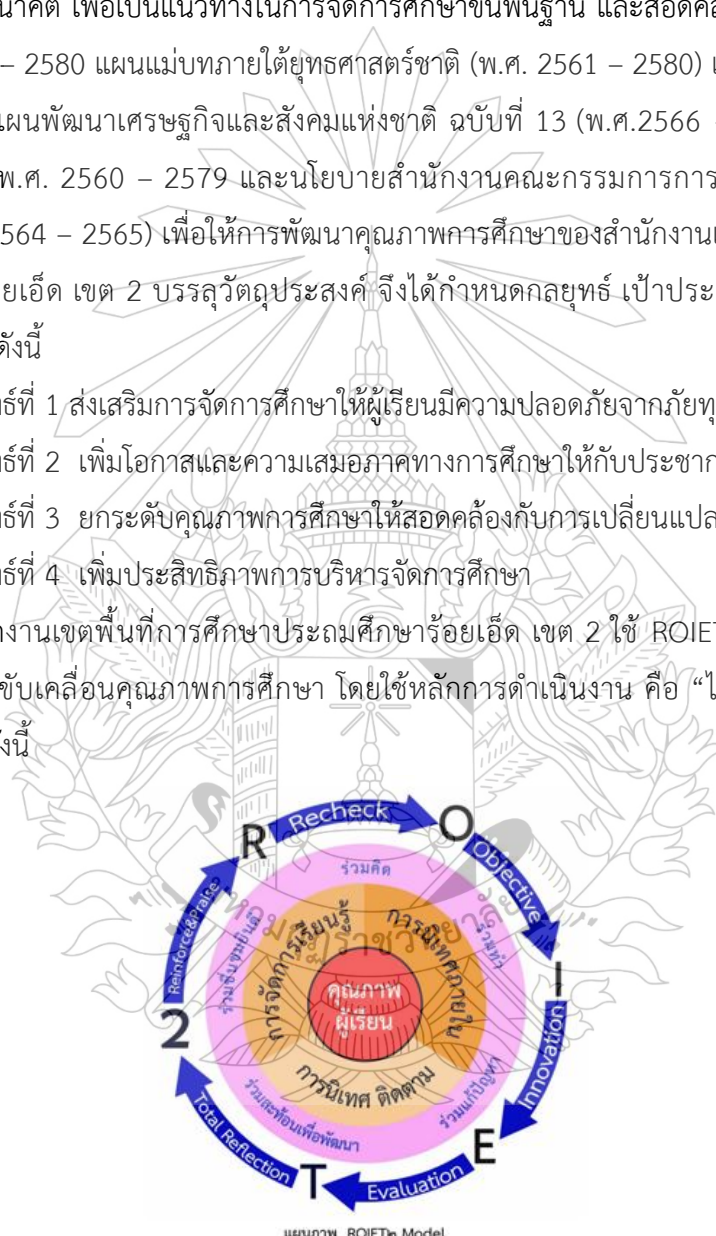 นาคต เพื่อเป็นแนวทางในการจัดการศึกษาขั้นพื้นฐาน และสอดคล
– 2580 แผนแม่บทภายใต้ยุทธศาสตร์ชาติ (พ.ศ. 2561 – 2580) แ
แผนพัฒนาเศรษฐกิจและสังคมแห่งชาติ ฉบับที่ 13 (พ.ศ.2566
พ.ศ. 2560 – 2579 และนโยบายสำนักงานคณะกรรมการการ
564 – 2565) เพื่อให้การพัฒนาคุณภาพการศึกษาของสำนักงานเ
ยเอ็ด เขต 2 บรรลุวัตถุประสงค์ จึงได้กำหนดกลยุทธ์ เป้าประ
ดังนี้
ทธ์ที่ 1 ส่งเสริมการจัดการศึกษาให้ผู้เรียนมีความปลอดภัยจากภัยทุ
ทธ์ที่ 2 เพิ่มโอกาสและความเสมอภาคทางการศึกษาให้กับประชาก
ทธ์ที่ 3 ยกระดับคุณภาพการศึกษาให้สอดคล้องกับการเปลี่ยนแปล
ทธ์ที่ 4 เพิ่มประสิทธิภาพการบริหารจัดการศึกษา
างานเขตพื้นที่การศึกษาประถมศึกษาร้อยเอ็ด เขต 2 ใช้ ROIET
ขับเคลื่อนคุณภาพการศึกษา โดยใช้หลักการดำเนินงาน คือ “ไ
ังนี้
R Recheck O
Objective
I
Innovation
E
Evaluation
T
Total Reflection
2
Reinforce&Praise
ร่วมคิด
ร่วมทำ
ร่วมแก้ปัญหา
ร่วมสะท้อนเพื่อพัฒนา
ร่วมชื่นชมยินดี
การจัดการเรียนรู้
การนิเทศภายใน
การนิเทศ ติดตาม
คุณภาพ
ผู้เรียน
แผนภาพ ROIETดิ Model